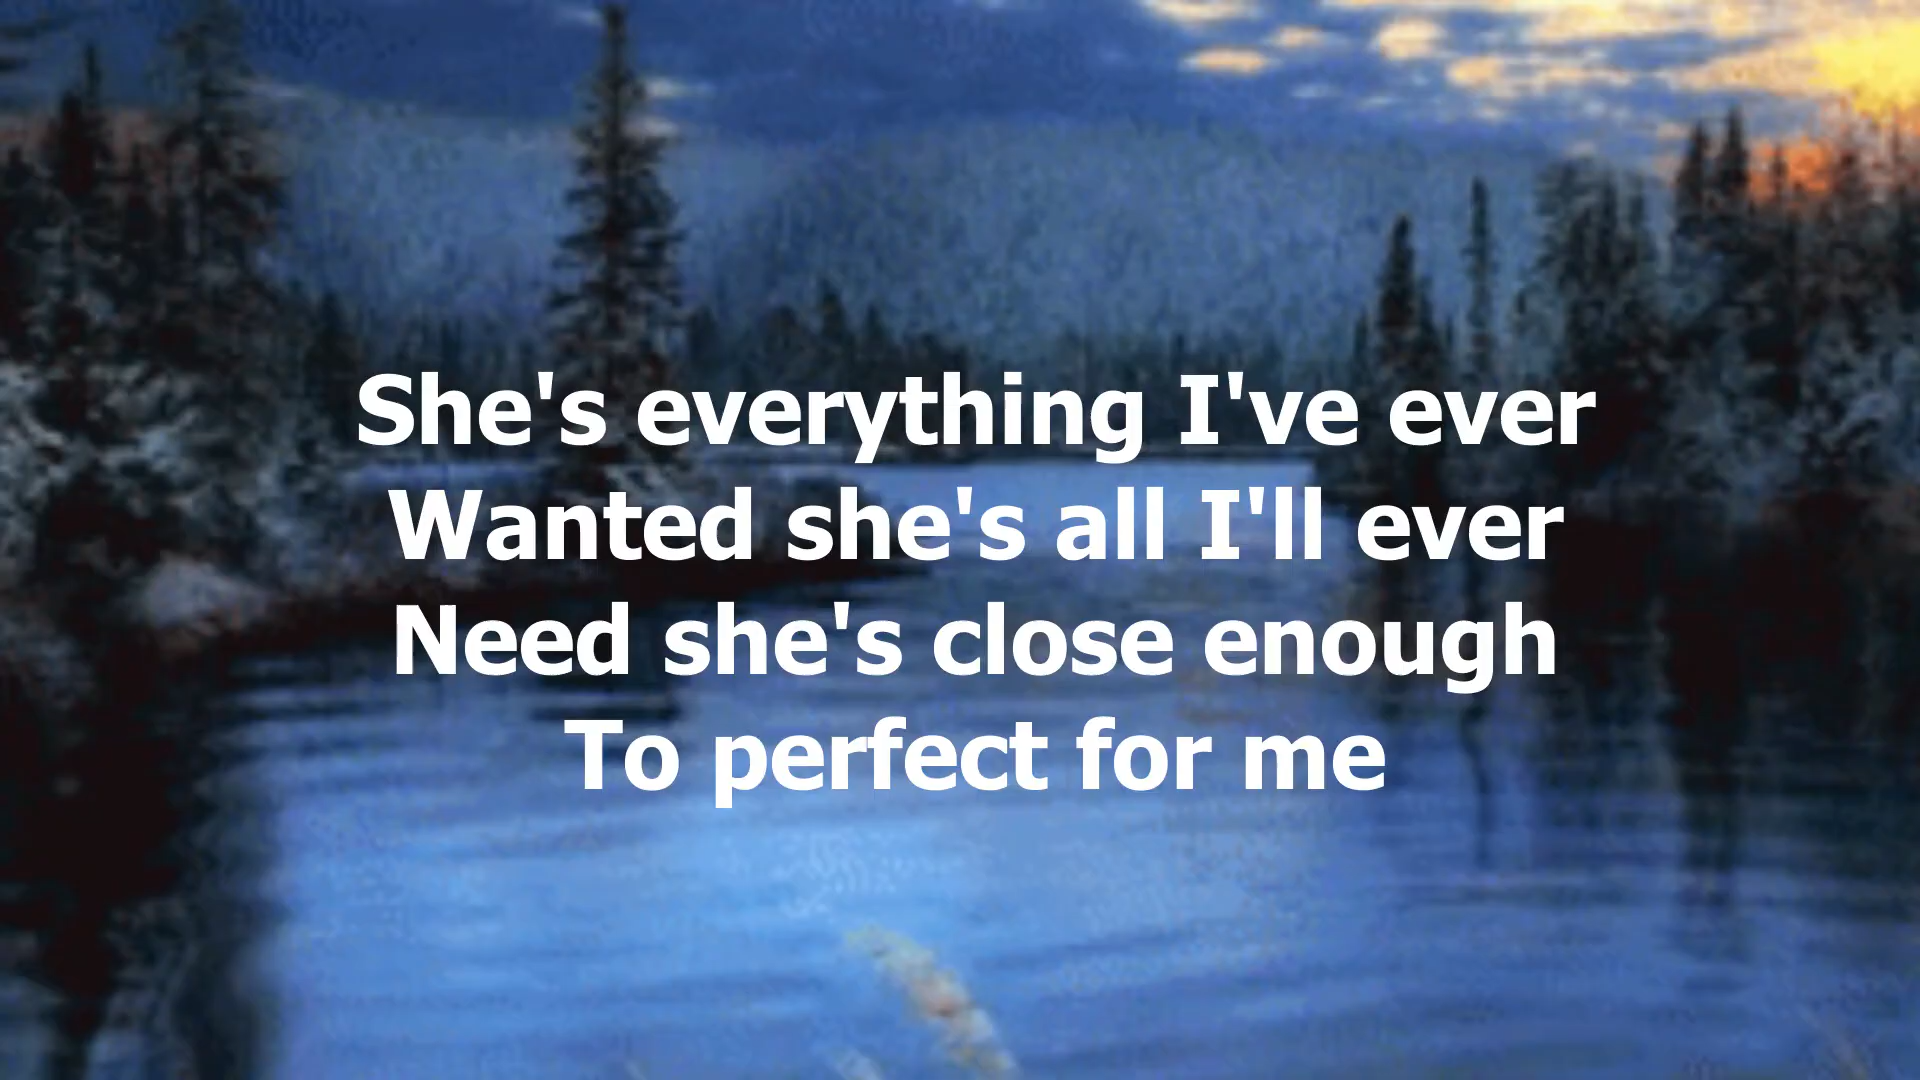 She's everything I've ever
Wanted she's all I'll ever
Need she's close enough
To perfect for me